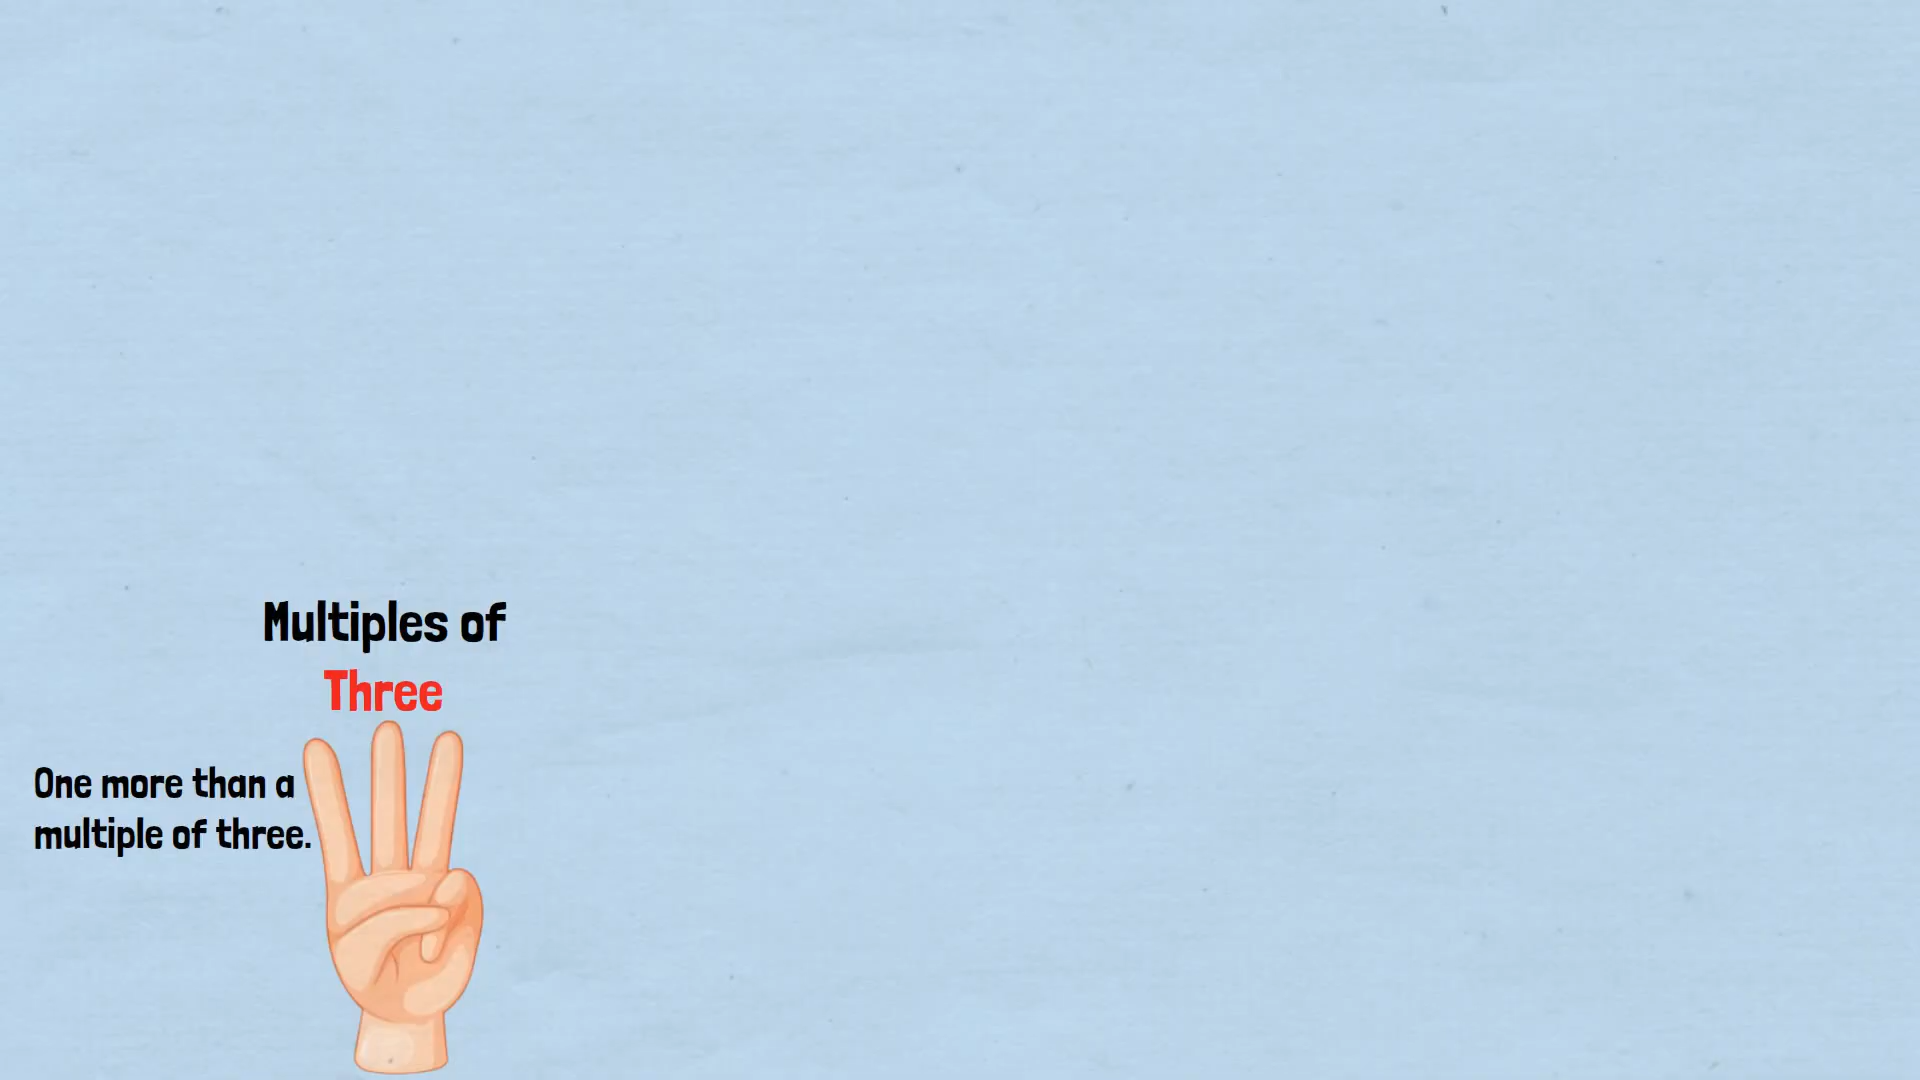 Multiples of
Three
One more than a
multiple of three.